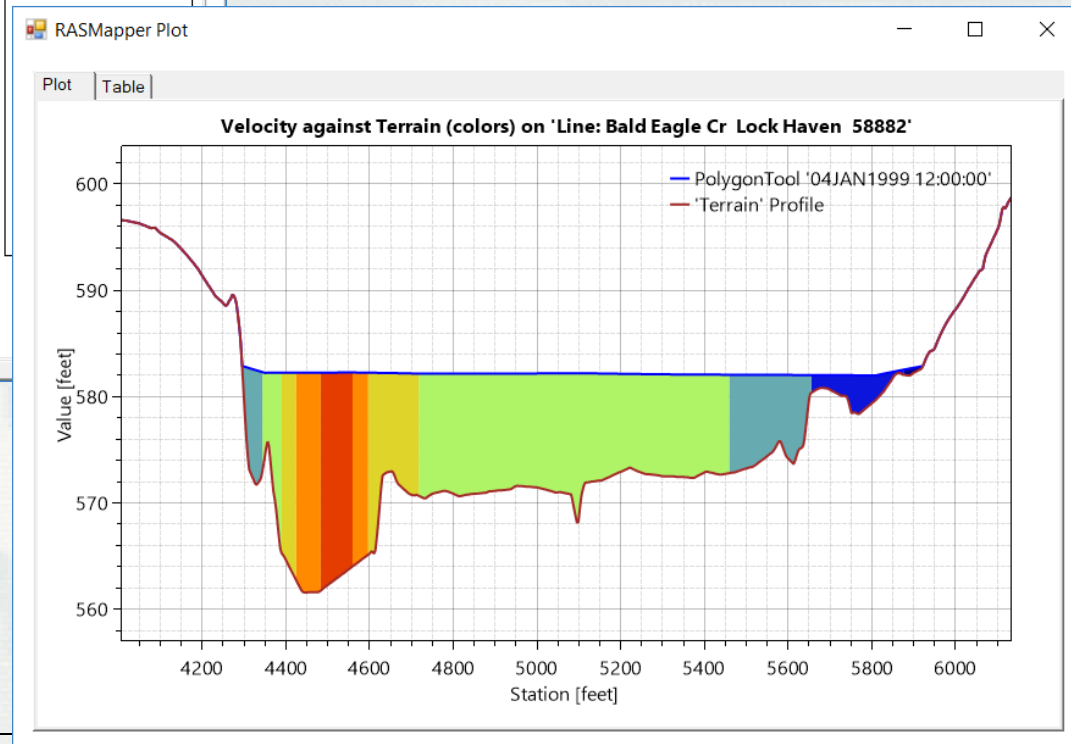 RASMapper Plot
Plot Table
Velocity against Terrain (colors) on 'Line: Bald Eagle Cr  Lock Haven  58882'
PolygonTool '04JAN1999 12:00:00'
'Terrain' Profile
600
590
580
570
560
Value [feet]
4200 4400 4600 4800 5000 5200 5400 5600 5800 6000
Station [feet]